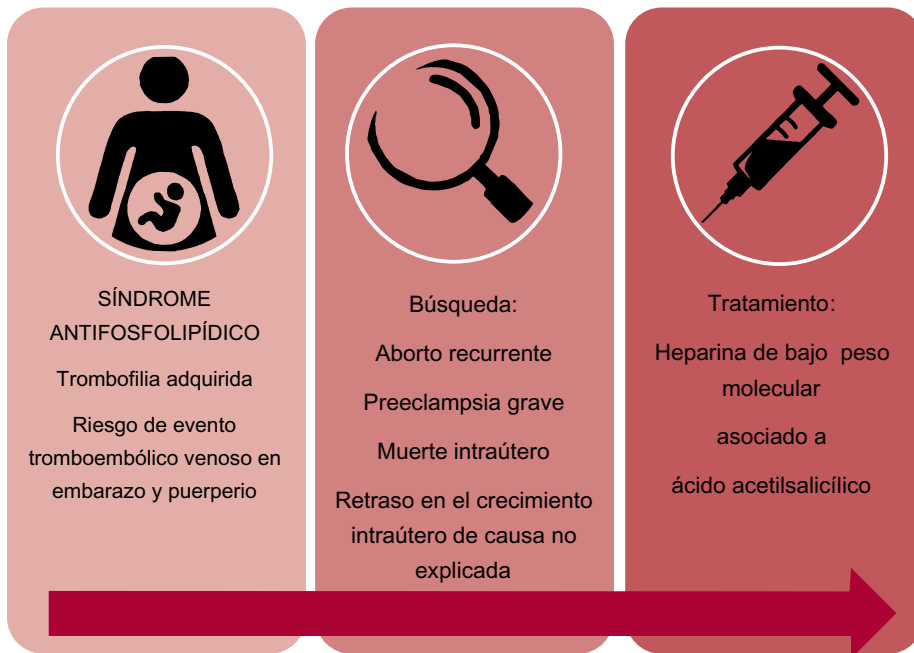 SÍNDROME
ANTIFOSFOLIPÍDICO
Trombofilia adquirida
Riesgo de evento
tromboembólico venoso en
embarazo y puerperio
Búsqueda:
Aborto recurrente
Preeclampsia grave
Muerte intraútero
Retraso en el crecimiento
intraútero de causa no
explicada
Tratamiento:
Heparina de bajo peso
molecular
asociado a
ácido acetilsalicílico